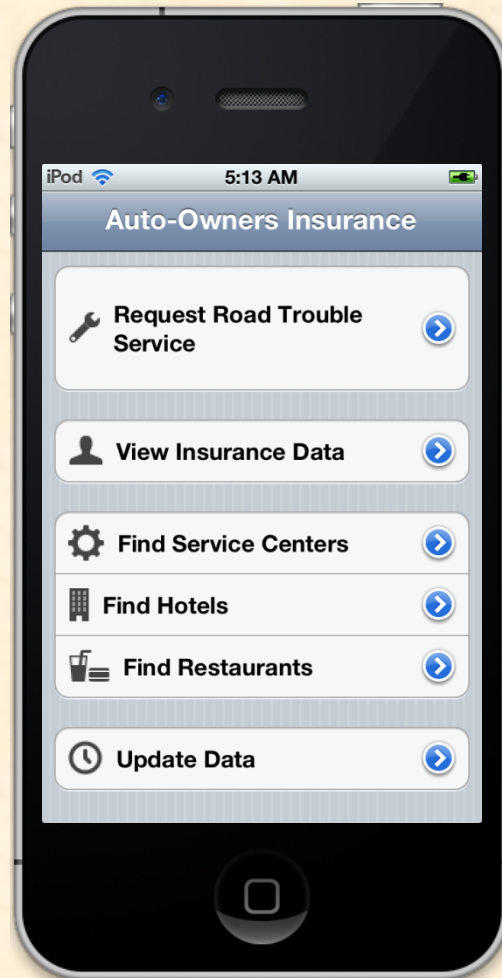 iPod 5:13 AM
Auto-Owners Insurance
Request Road Trouble
Service
View Insurance Data
Find Service Centers
Find Hotels
Find Restaurants
Update Data